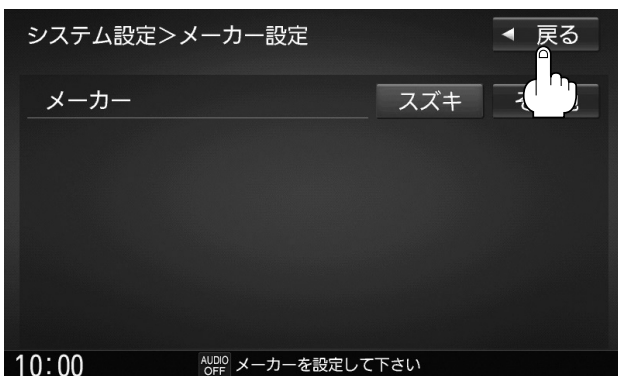 システム設定>メーカー設定
◀ 戻る
メーカー
スズキ
10:00
AUDIO OFF
メーカーを設定して下さい